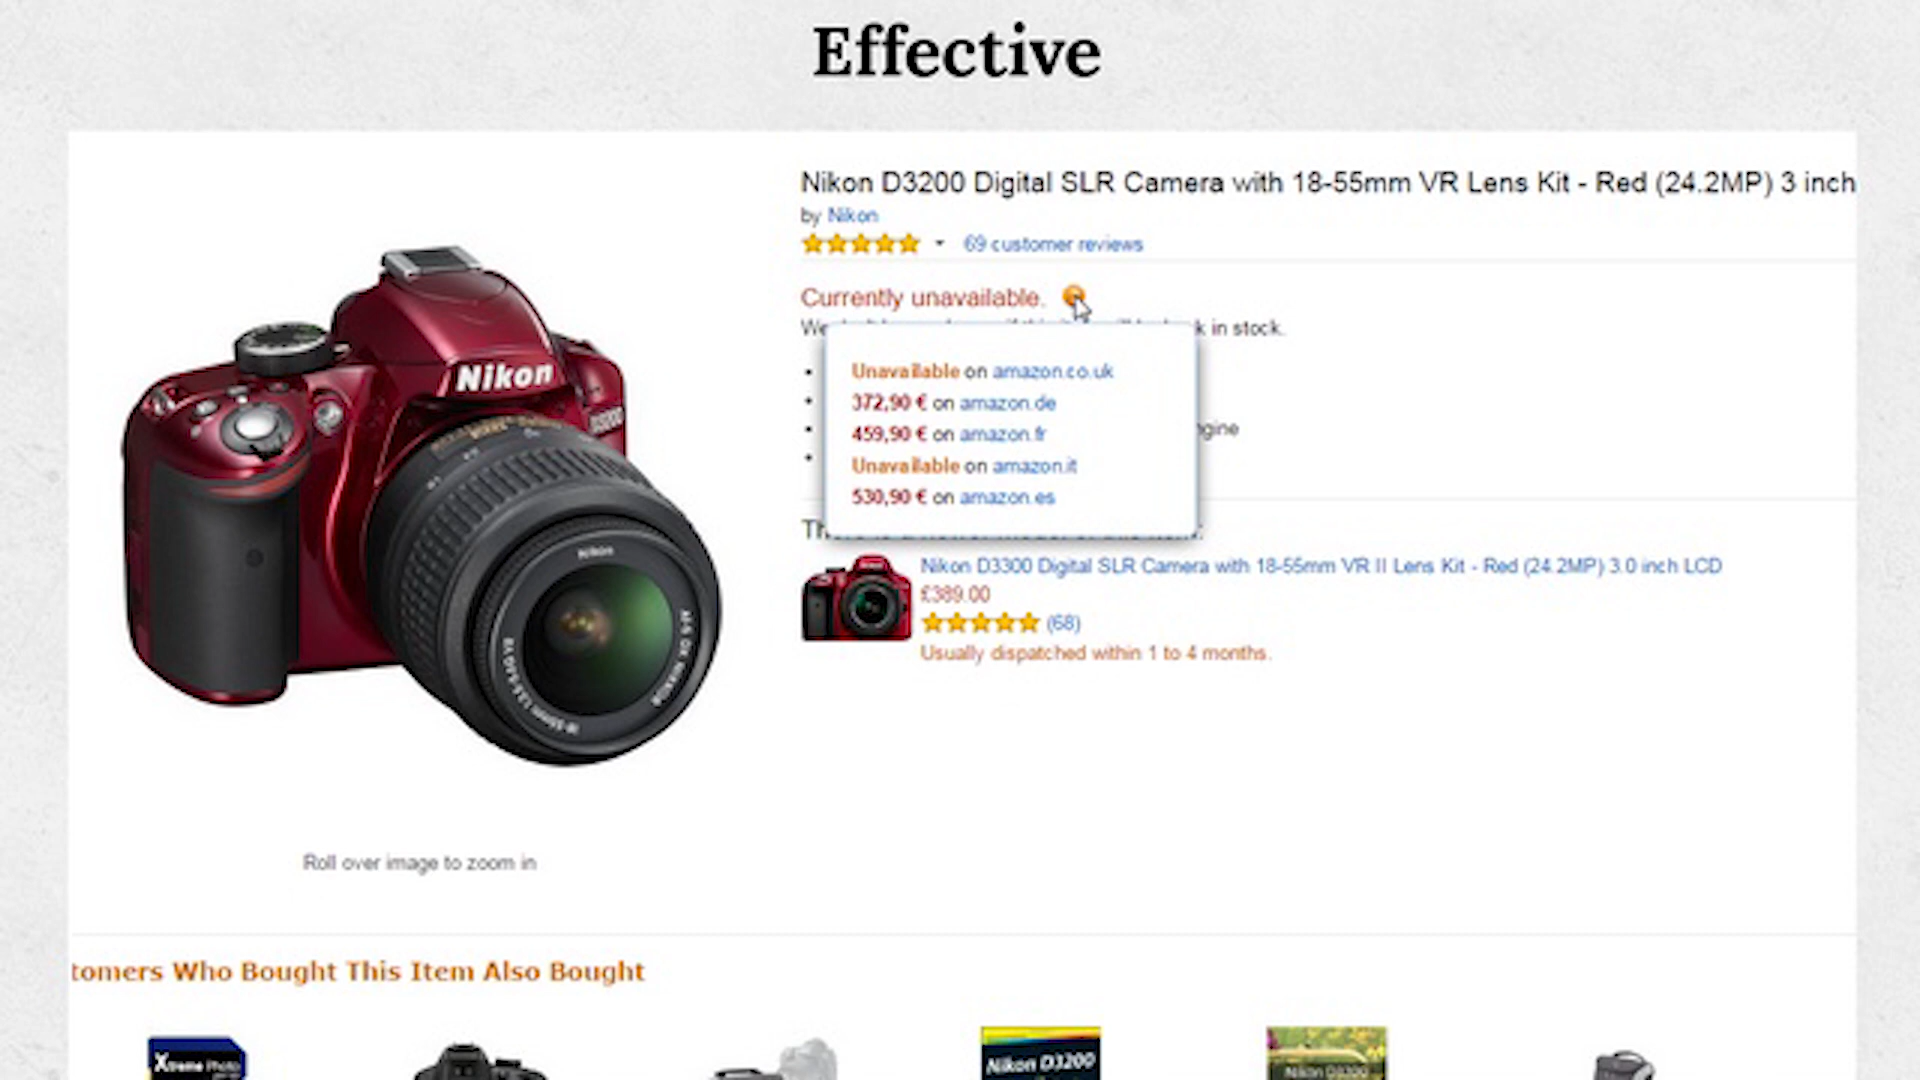 Effective
Nikon D3200 Digital SLR Camera with 18-55mm VR Lens Kit - Red (24.2MP) 3 inch
by Nikon
69 customer reviews
Currently unavailable.
k in stock.
Unavailable on amazon.co.uk
372,90 € on amazon.de
459,90 € on amazon.fr
gine
Unavailable on amazon.it
530,90 € on amazon.es
Nikon D3300 Digital SLR Camera with 18-55mm VR II Lens Kit - Red (24.2MP) 3.0 inch LCD
£389.00
(68)
Usually dispatched within 1 to 4 months.
Nikon
Nikon
Roll over image to zoom in
tomers Who Bought This Item Also Bought
Xtreme Photo
Nikon D3200
Nikon D3200